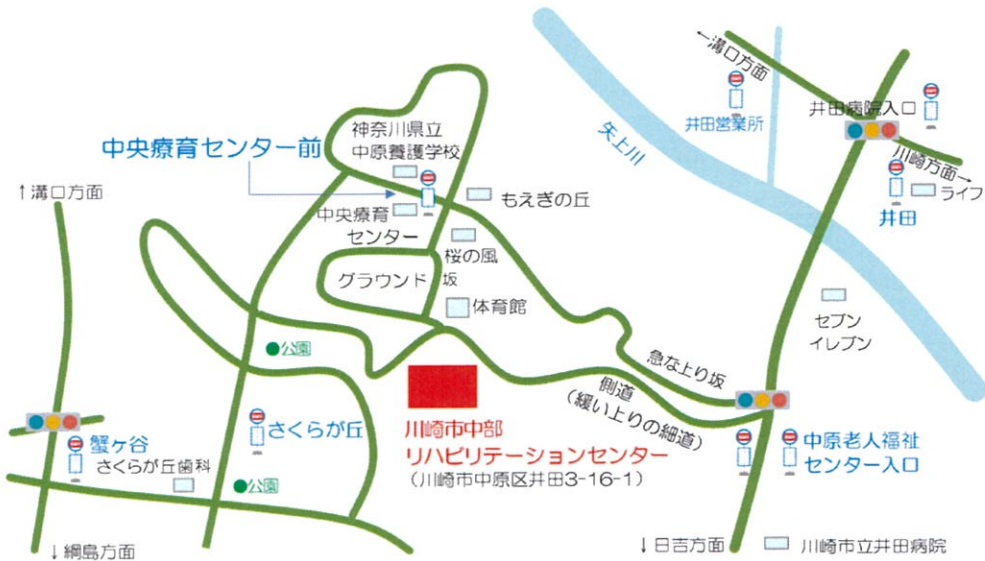 ←溝口方面
井田営業所
井田病院入口
川崎方面→
ライフ
井田
矢上川
神奈川県立
中原養護学校
中央療育センター前
↑溝口方面
もえぎの丘
中央療育
センター
桜の風
グラウンド
坂
体育館
セブン
イレブン
急な上り坂
側道
(緩い上りの細道)
公園
さくらが丘
川崎市中部
リハビリテーションセンター
(川崎市中原区井田3-16-1)
中原老人福祉
センター入口
蟹ヶ谷
さくらが丘歯科
公園
↓綱島方面
↓日吉方面
川崎市立井田病院